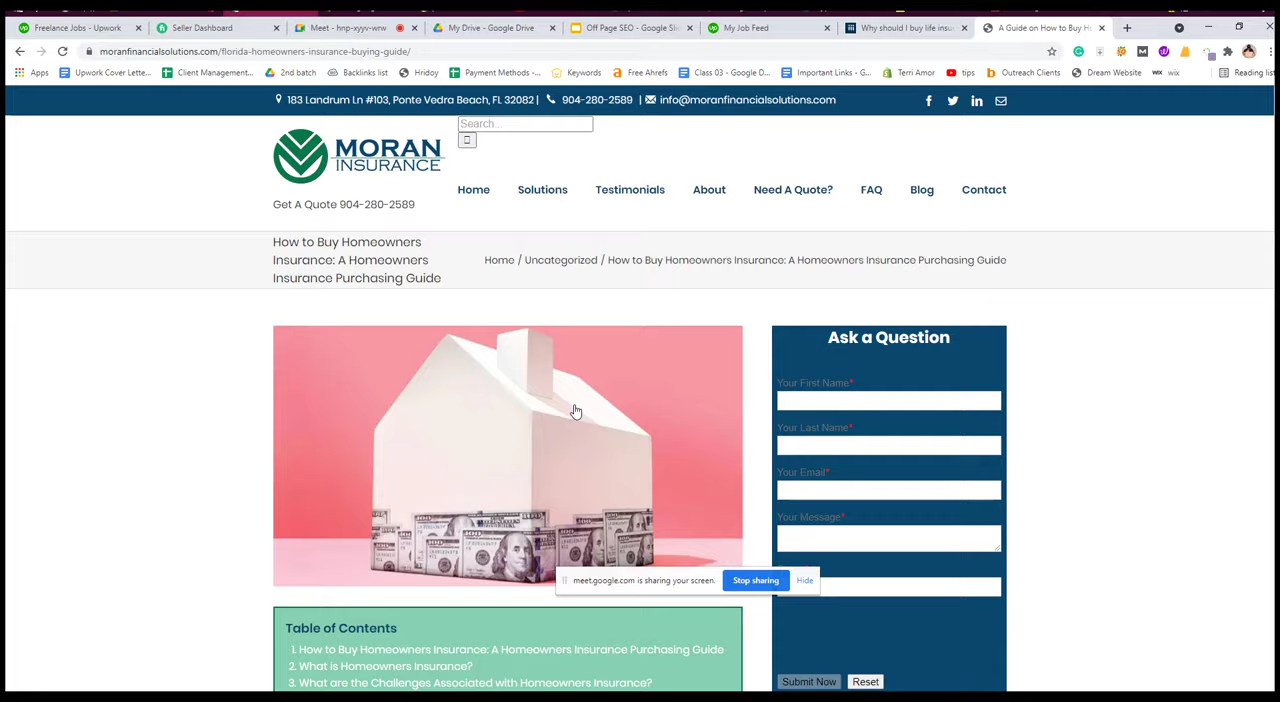 Freelance Jobs - Upwork
Seller Dashboard
Meet - hnp-xyyw-wrw
My Drive - Google Drive
Off Page SEO - Google Slid
My Job Feed
Why should I buy life insu
A Guide on How to Buy H
moranfinancialsolutions.com/florida-homeowners-insurance-buying-guide/
Apps
Upwork Cover Lette...
Client Management...
2nd batch
Backlinks list
Hridoy
Payment Methods -...
Keywords
Free Ahrefs
Class 03 - Google D...
Important Links - G...
Terri Amor
tips
Outreach Clients
Dream Website
wix
wix
Reading list
183 Landrum Ln #103, Ponte Vedra Beach, FL 32082 | 904-280-2589 | info@moranfinancialsolutions.com
Search...
MORAN
INSURANCE
Home Solutions Testimonials About Need A Quote? FAQ Blog Contact
Get A Quote 904-280-2589
How to Buy Homeowners
Insurance: A Homeowners
Insurance Purchasing Guide
Home / Uncategorized / How to Buy Homeowners Insurance: A Homeowners Insurance Purchasing Guide
Ask a Question
Your First Name*
Your Last Name*
Your Email*
Your Message*
meet.google.com is sharing your screen.
Stop sharing
Hide
Table of Contents
1. How to Buy Homeowners Insurance: A Homeowners Insurance Purchasing Guide
2. What is Homeowners Insurance?
3. What are the Challenges Associated with Homeowners Insurance?
Submit Now
Reset